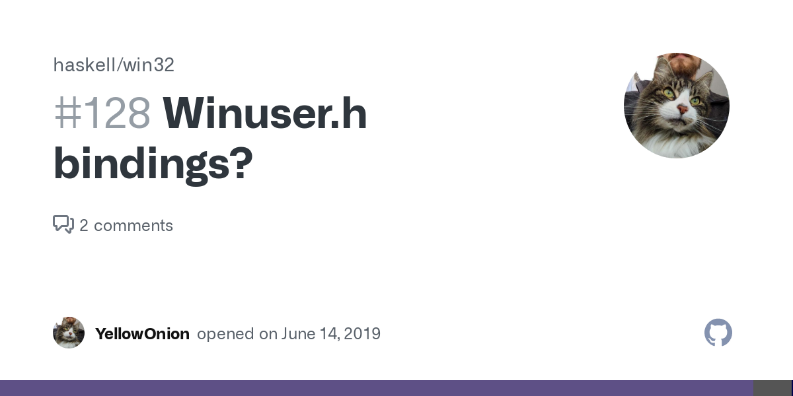 haskell/win32
#128 Winuser.h
bindings?
2 comments
YellowOnion opened on June 14, 2019